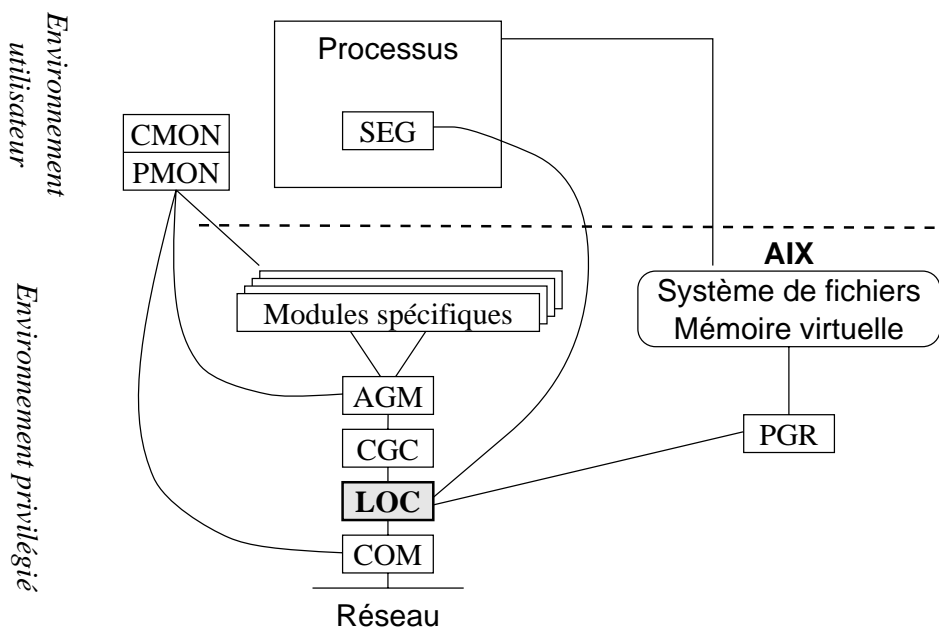 Environnement
utilisateur
Processus
SEG
CMON
PMON
AIX
Système de fichiers
Mémoire virtuelle
Modules spécifiques
Environnement privilégié
AGM
CGC
PGR
LOC
COM
Réseau